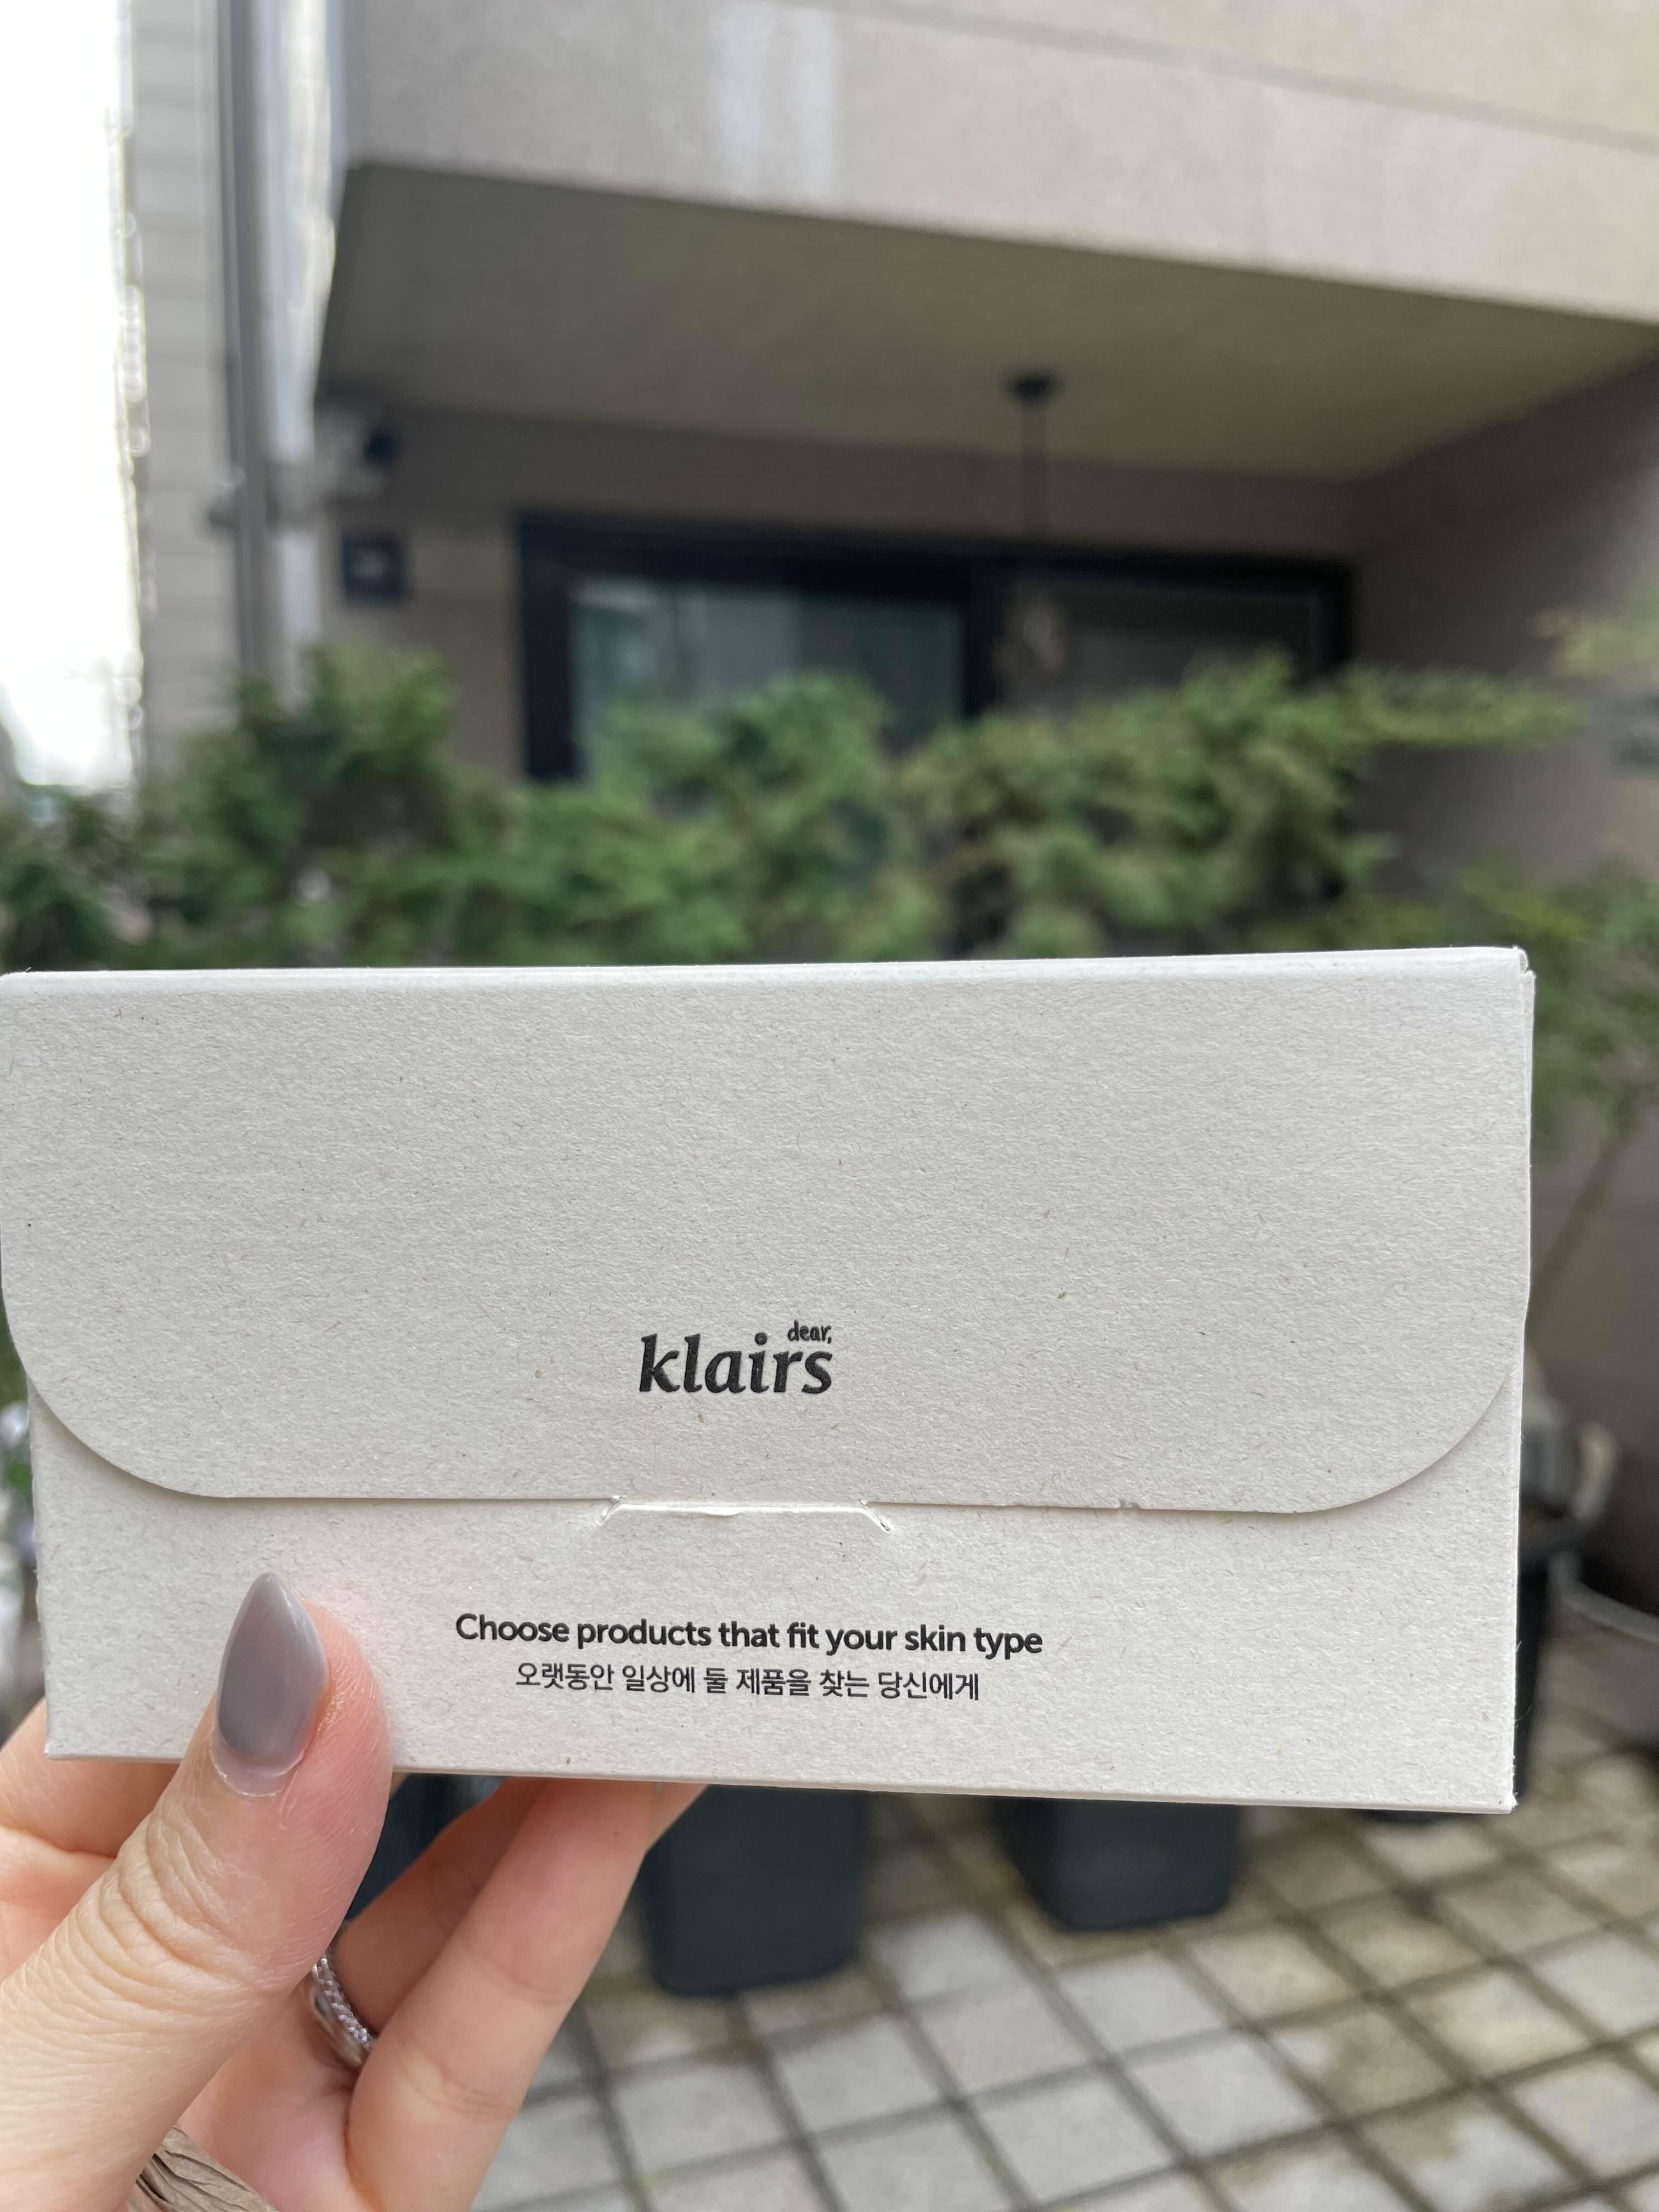 dear,
klairs
Choose products that fit your skin type
오랫동안 일상에 둘 제품을 찾는 당신에게